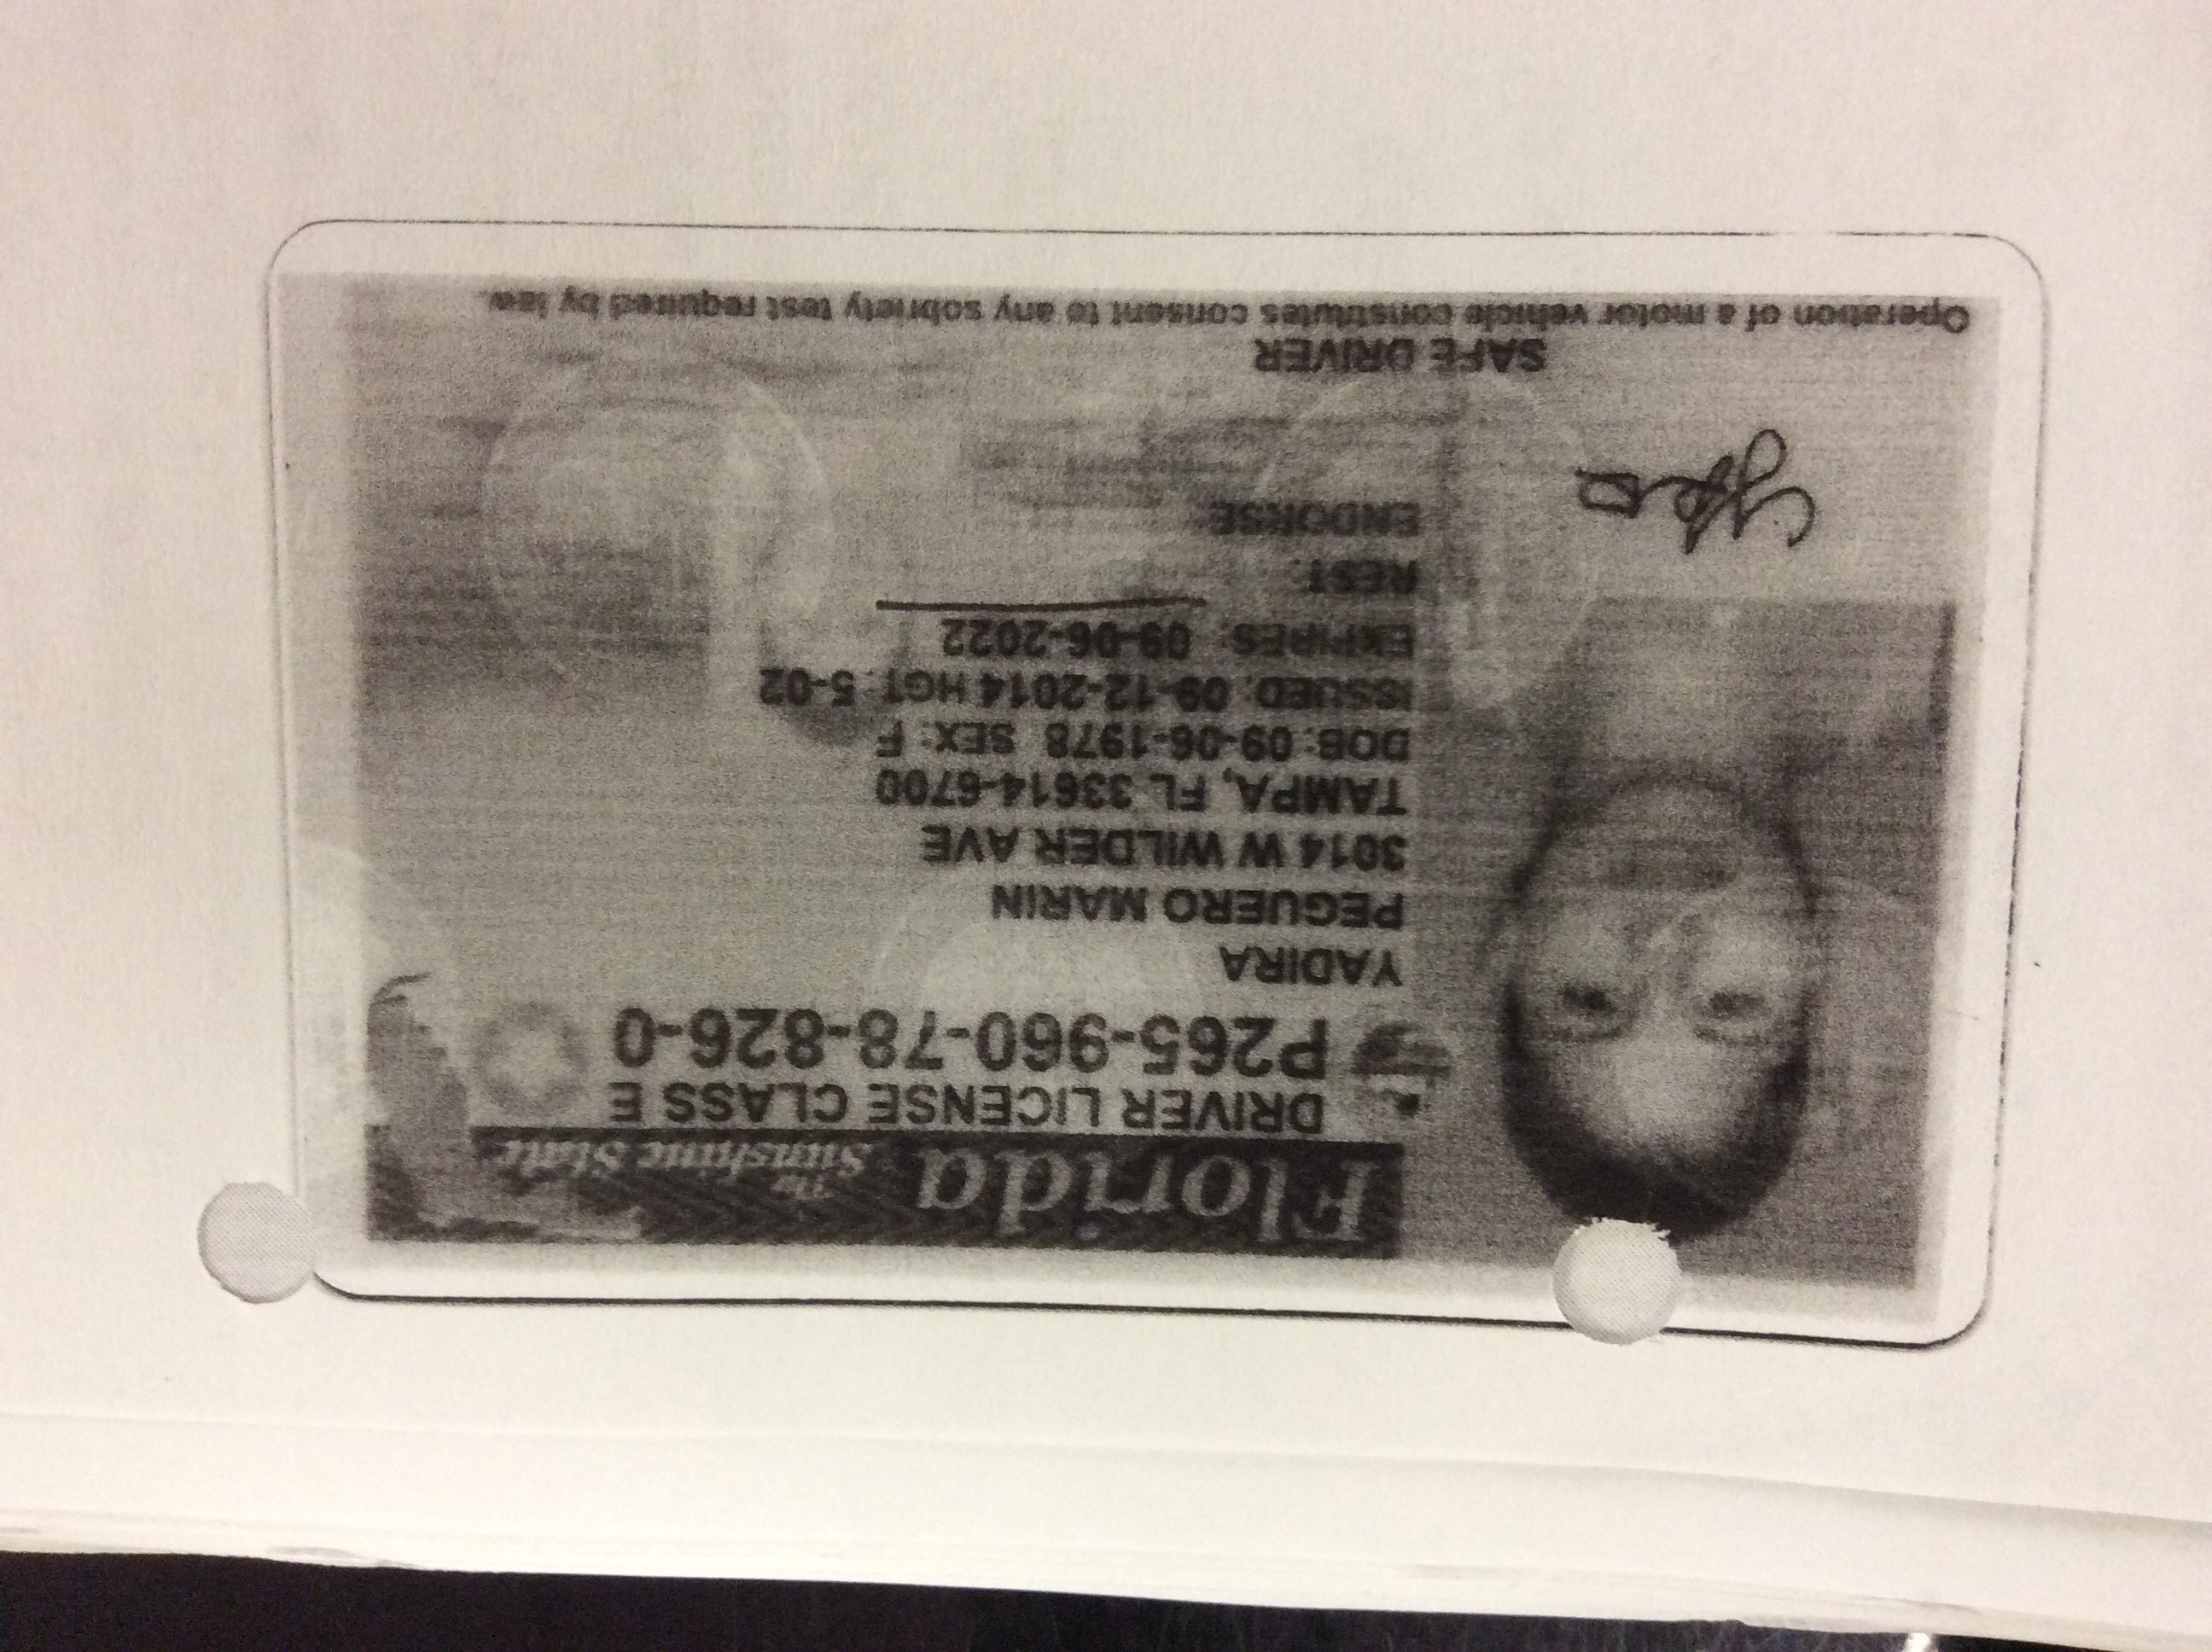 Florida The Sunshine State
DRIVER LICENSE CLASS E
P265-960-78-826-0
YADIRA
PEGUERO MARIN
3014 W WILDER AVE
TAMPA, FL 33614-6700
DOB: 09-06-1978 SEX: F
ISSUED: 09-12-2014 HGT: 5-02
EXPIRES: 09-06-2022
REST:
ENDORSE:
SAFE DRIVER
Operation of a motor vehicle constitutes consent to any sobriety test required by law.